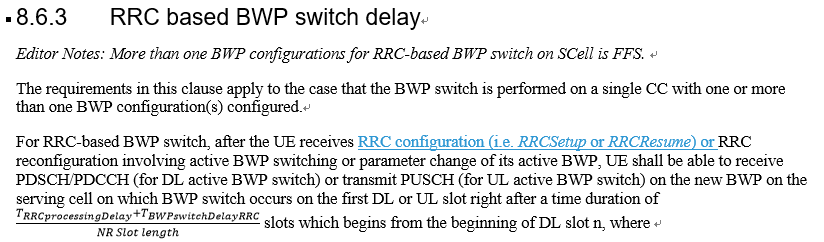 8.6.3 RRC based BWP switch delay
Editor Notes: More than one BWP configurations for RRC-based BWP switch on SCell is FFS.
The requirements in this clause apply to the case that the BWP switch is performed on a single CC with one or more
than one BWP configuration(s) configured.
For RRC-based BWP switch, after the UE receives RRC configuration (i.e. RRCSetup or RRCResume) or RRC
reconfiguration involving active BWP switching or parameter change of its active BWP, UE shall be able to receive
PDSCH/PDCCH (for DL active BWP switch) or transmit PUSCH (for UL active BWP switch) on the new BWP on the
serving cell on which BWP switch occurs on the first DL or UL slot right after a time duration of
TRRCprocessingDelay+TBWPswitchDelayRRC
NR Slot length
slots which begins from the beginning of DL slot n, where